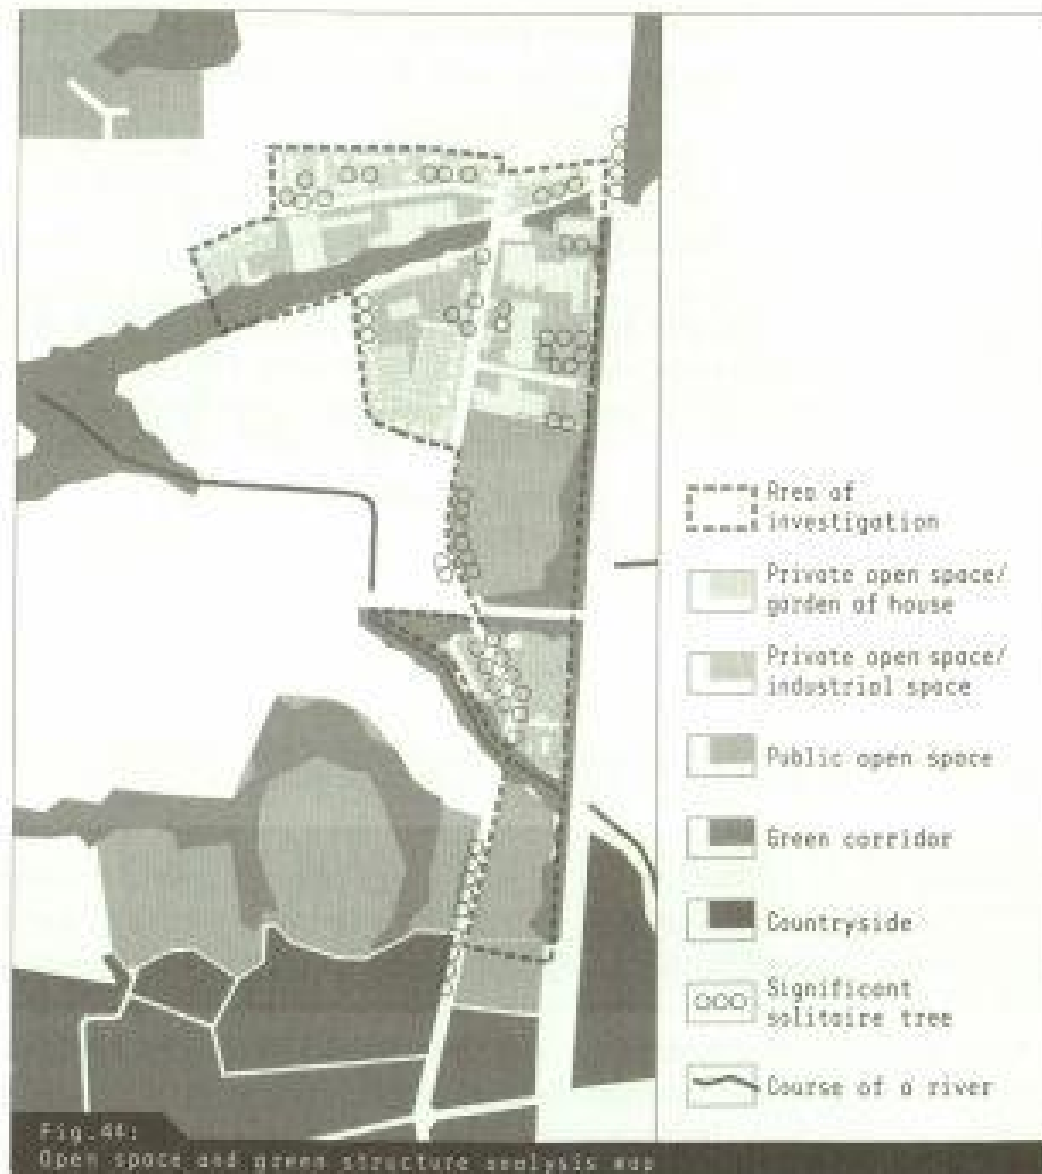 Area of
investigation
Private open space/
garden of house
Private open space/
industrial space
Public open space
Green corridor
Countryside
Significant
solitaire tree
Course of a river
Fig.44:
Open space and green structure analysis map